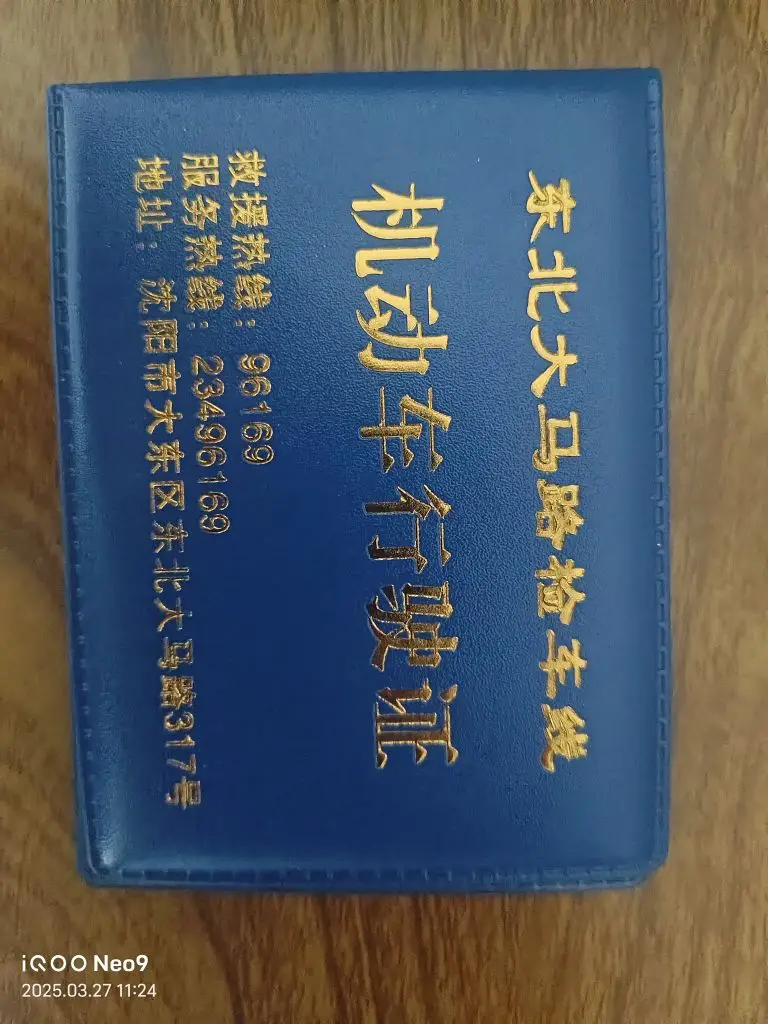 东北大马路检车线
机动车行驶证
救援热线：96169
服务热线：23496169
地址：沈阳市大东区东北大马路317号
iQOO Neo9
2025.03.27 11:24